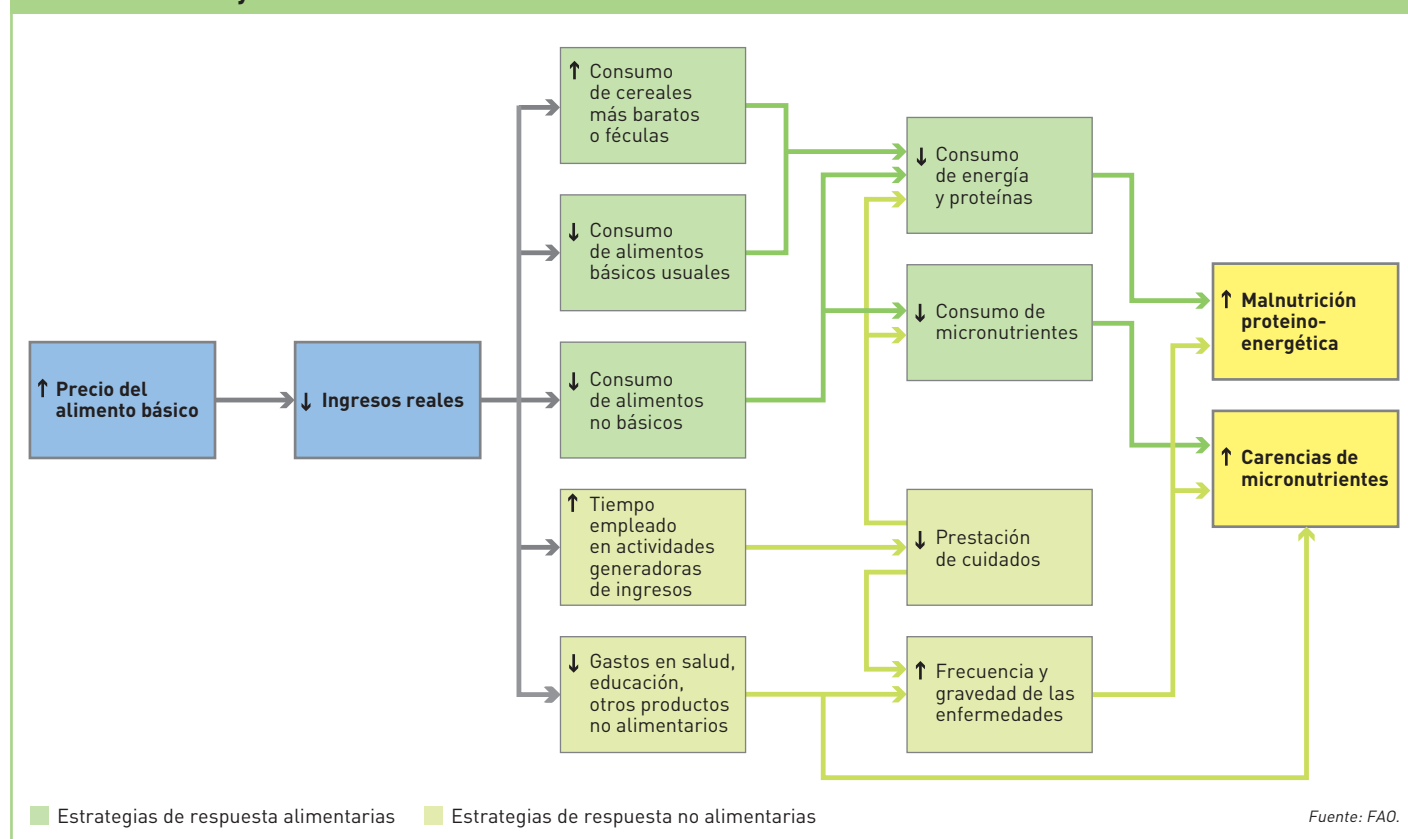 ↑ Precio del
alimento básico
↓ Ingresos reales
↑ Consumo
de cereales
más baratos
o féculas
↓ Consumo
de alimentos
básicos usuales
↓ Consumo
de alimentos
no básicos
↑ Tiempo
empleado
en actividades
generadoras
de ingresos
↓ Gastos en salud,
educación,
otros productos
no alimentarios
↓ Consumo
de energía
y proteínas
↓ Consumo de
micronutrientes
↓ Prestación
de cuidados
↑ Frecuencia y
gravedad de las
enfermedades
↑ Malnutrición
proteino-
energética
↑ Carencias de
micronutrientes
Estrategias de respuesta alimentarias
Estrategias de respuesta no alimentarias
Fuente: FAO.